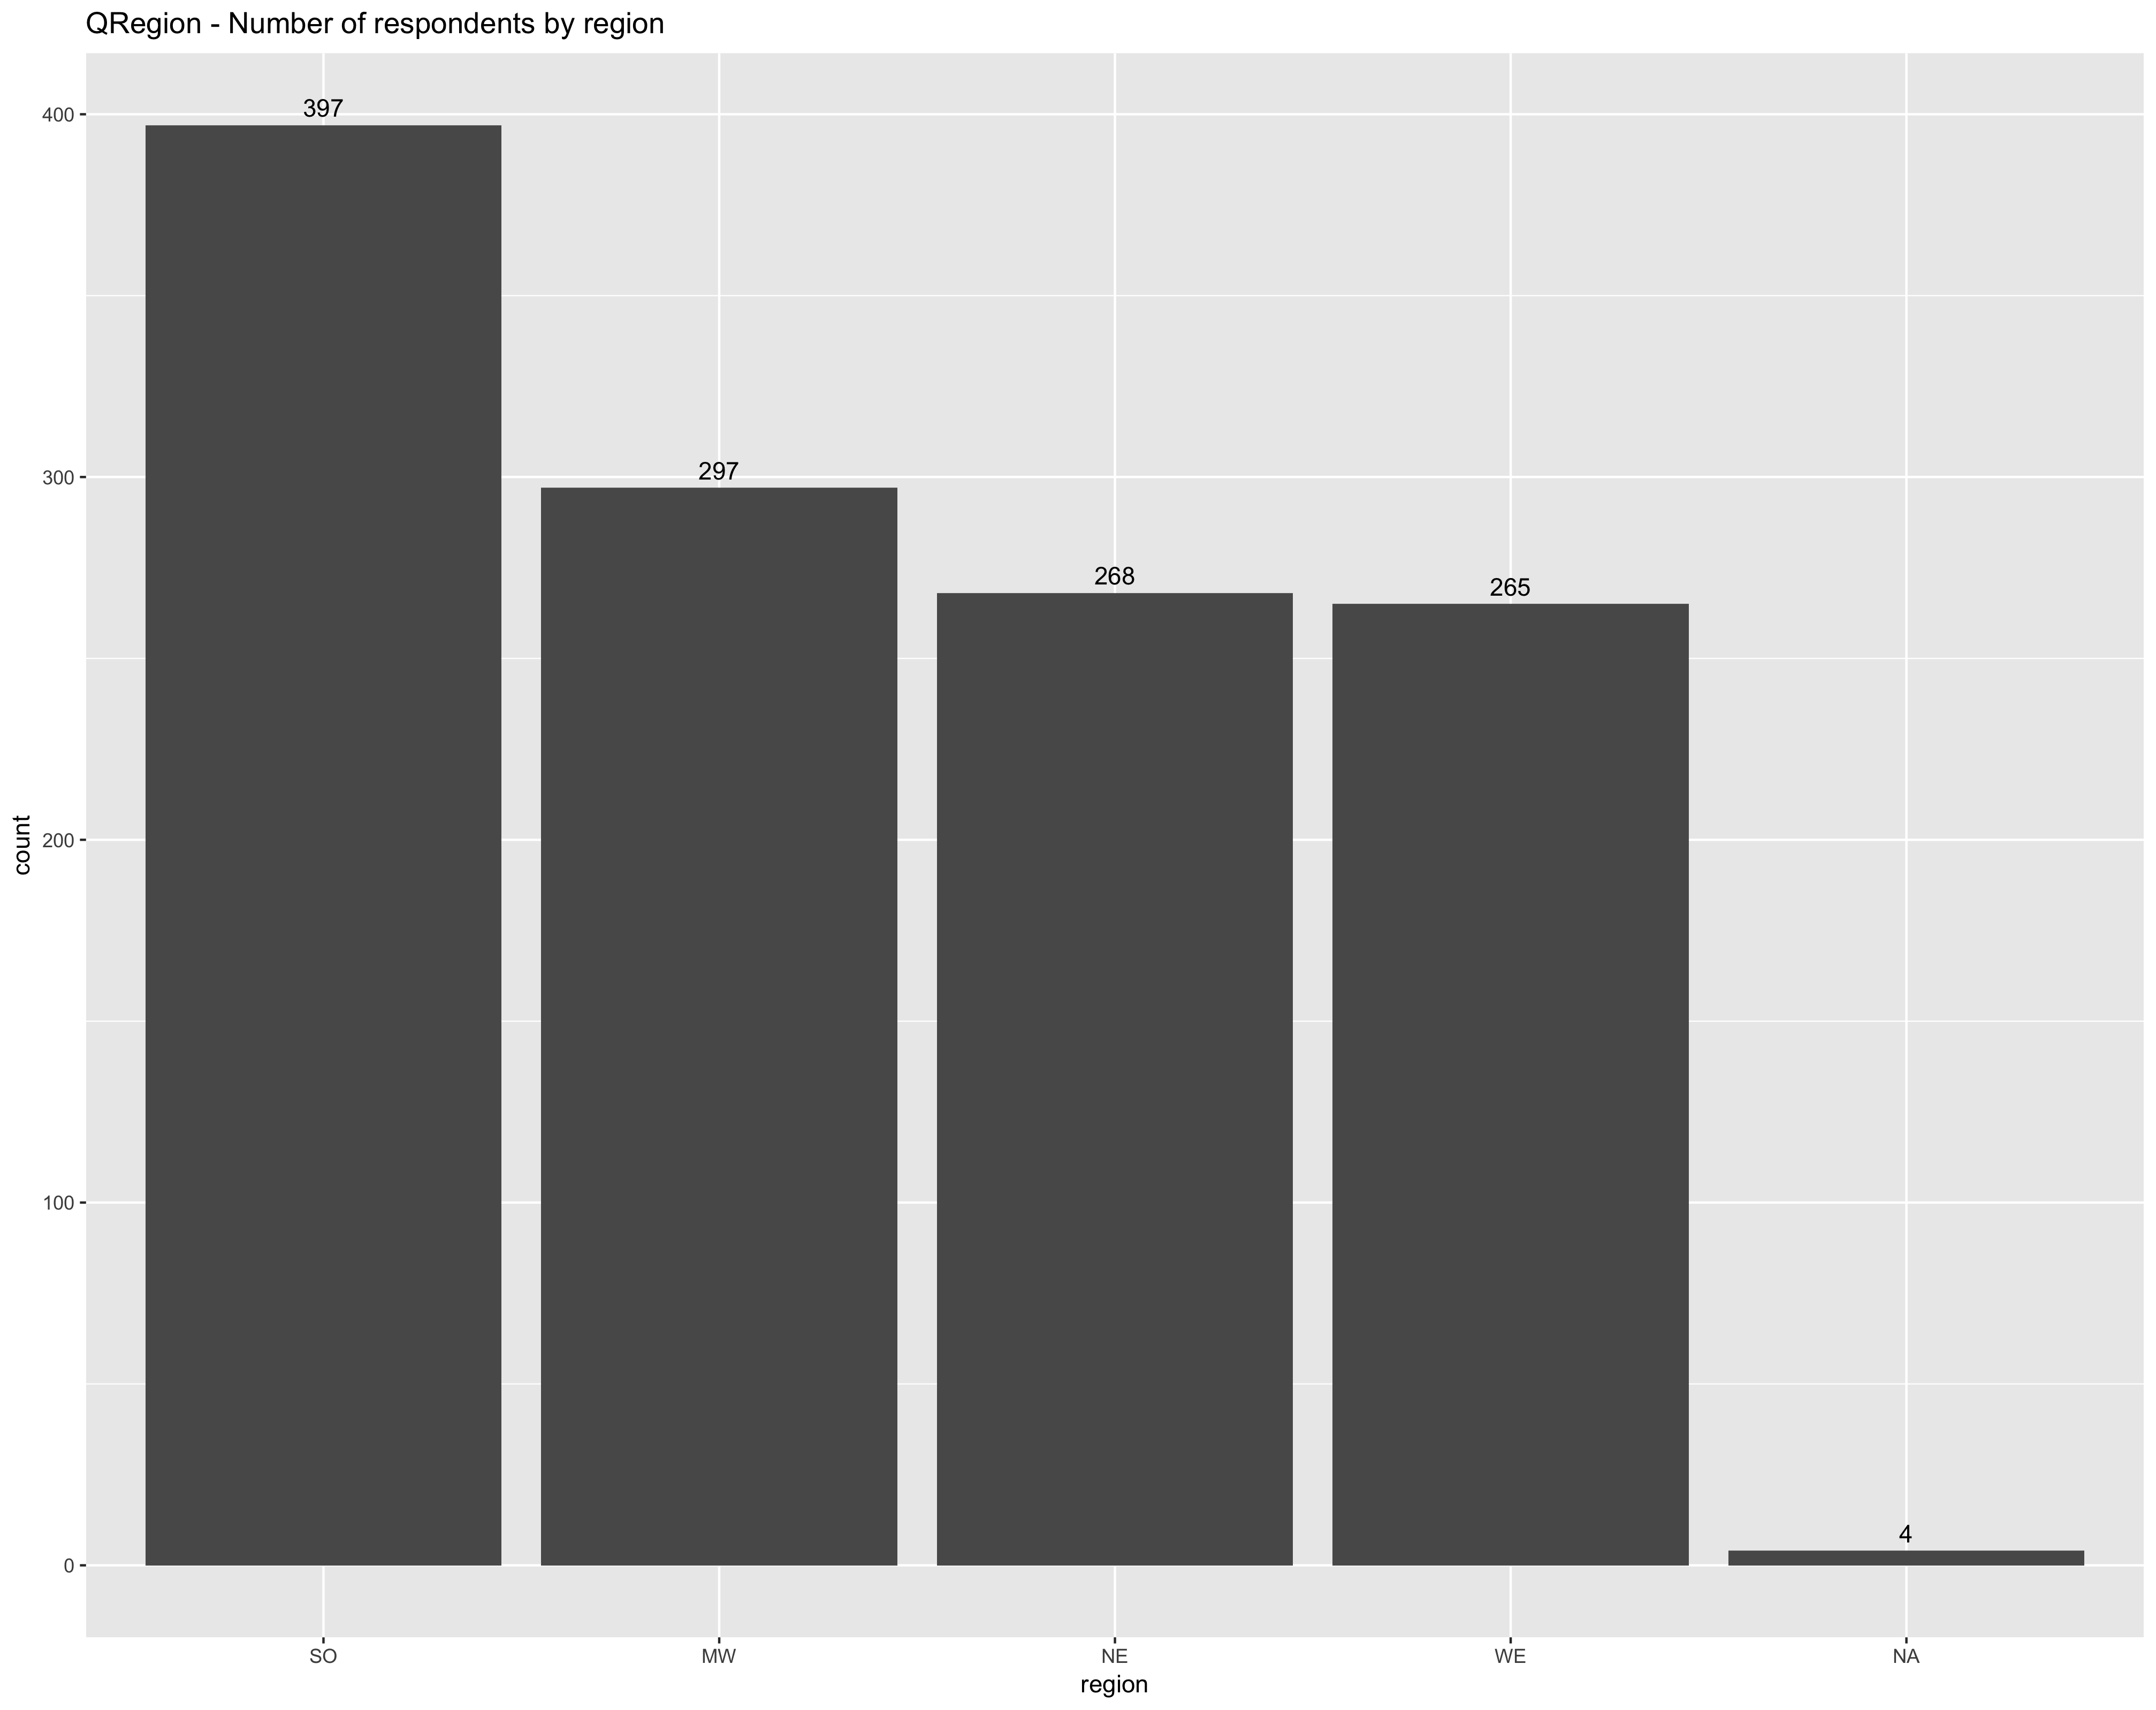 QRegion - Number of respondents by region
397
400
297
300
268
265
count
200
100
4
0
SO MW NE WE NA
region